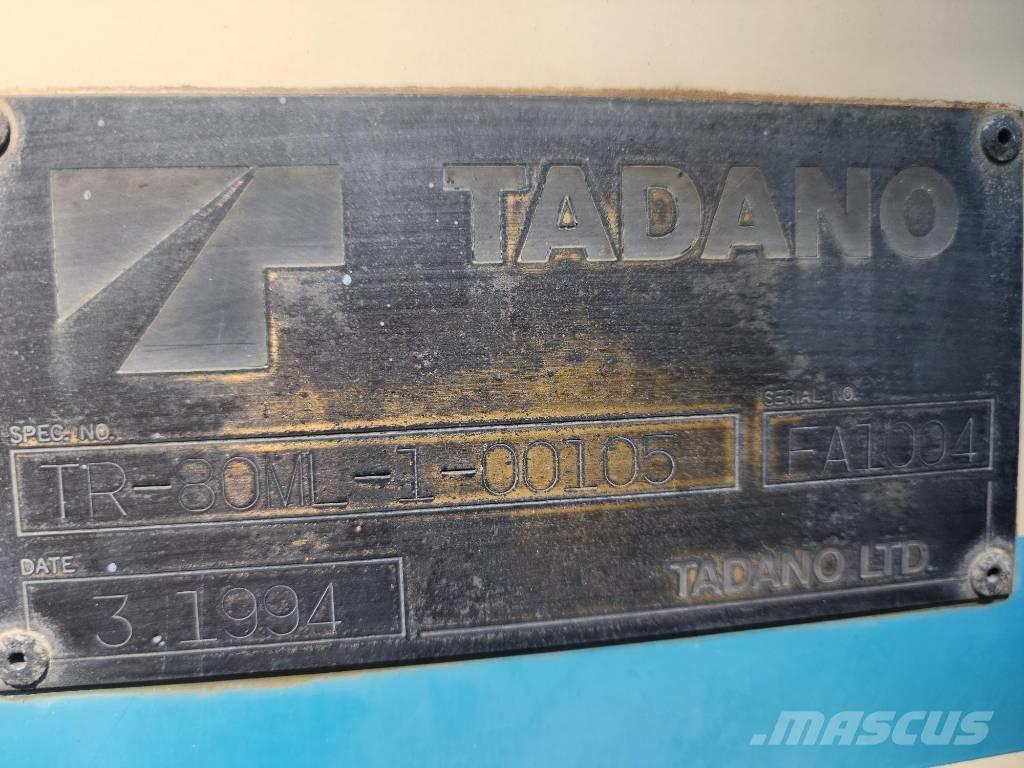 TADANO
SPEC. NO.
TR-80ML-1-00105
SERIAL NO.
FA1004
DATE
3.1994
TADANO LTD.
MASCUS